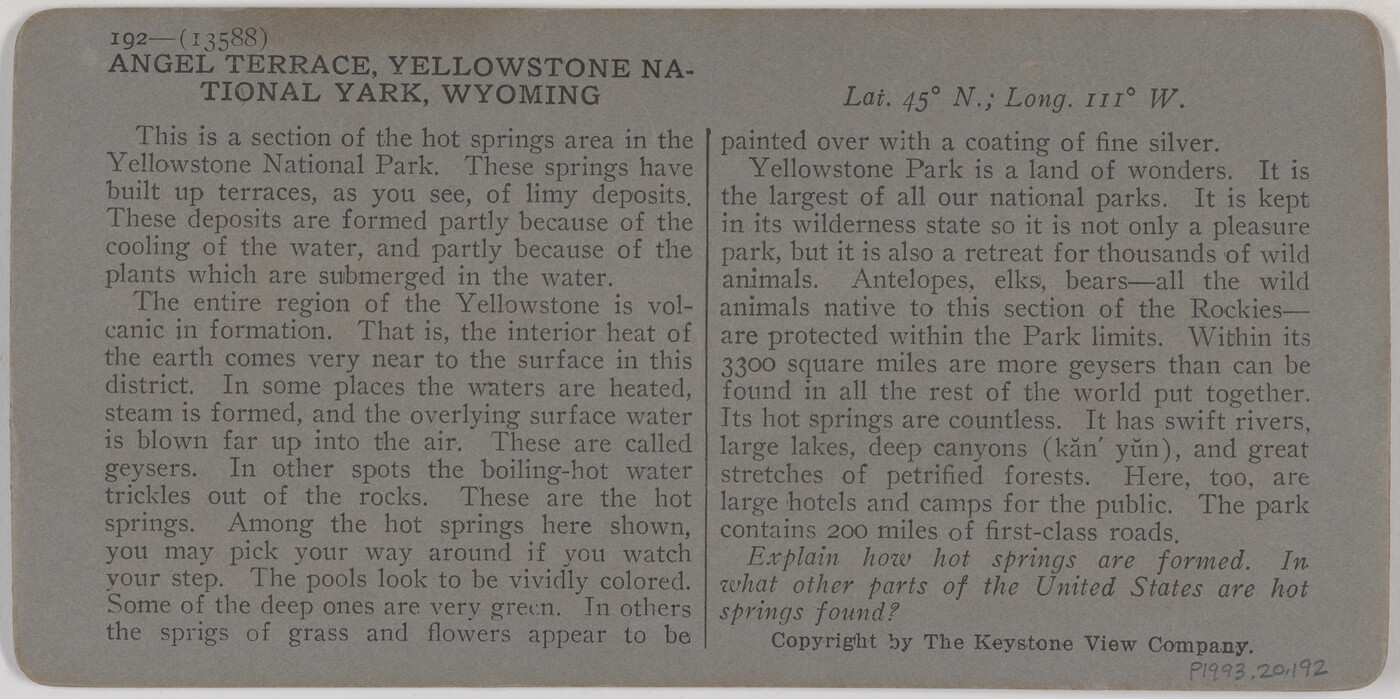 192—(13588)
ANGEL TERRACE, YELLOWSTONE NA-
TIONAL YARK, WYOMING
This is a section of the hot springs area in the
Yellowstone National Park. These springs have
built up terraces, as you see, of limy deposits.
These deposits are formed partly because of the
cooling of the water, and partly because of the
plants which are submerged in the water.
The entire region of the Yellowstone is vol-
canic in formation. That is, the interior heat of
the earth comes very near to the surface in this
district. In some places the waters are heated,
steam is formed, and the overlying surface water
is blown far up into the air. These are called
geysers. In other spots the boiling-hot water
trickles out of the rocks. These are the hot
springs. Among the hot springs here shown,
you may pick your way around if you watch
your step. The pools look to be vividly colored.
Some of the deep ones are very green. In others
the sprigs of grass and flowers appear to be
Lat. 45° N.; Long. 111° W.
painted over with a coating of fine silver.
Yellowstone Park is a land of wonders. It is
the largest of all our national parks. It is kept
in its wilderness state so it is not only a pleasure
park, but it is also a retreat for thousands of wild
animals. Antelopes, elks, bears—all the wild
animals native to this section of the Rockies—
are protected within the Park limits. Within its
3300 square miles are more geysers than can be
found in all the rest of the world put together.
Its hot springs are countless. It has swift rivers,
large lakes, deep canyons (kăn′ yŭn), and great
stretches of petrified forests. Here, too, are
large hotels and camps for the public. The park
contains 200 miles of first-class roads.
Explain how hot springs are formed. In
what other parts of the United States are hot
springs found?
Copyright by The Keystone View Company.
P1993.20.192